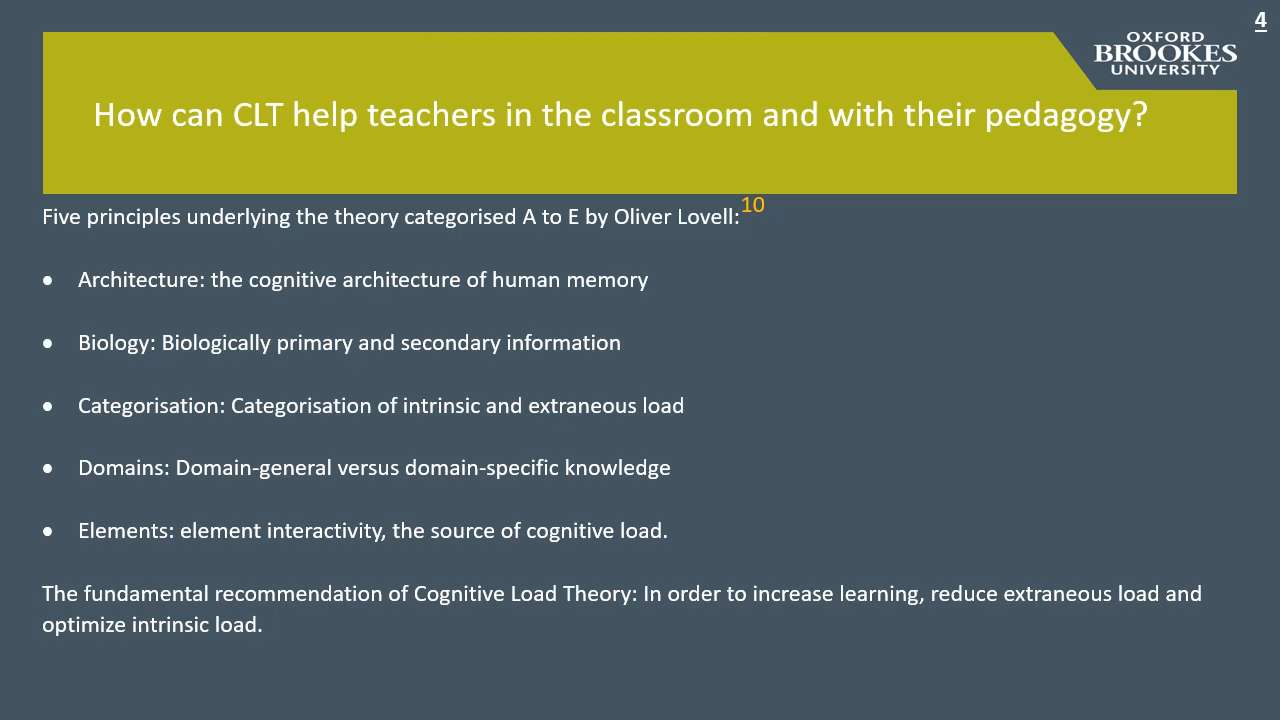 4
OXFORD
BROOKES
UNIVERSITY
How can CLT help teachers in the classroom and with their pedagogy?
Five principles underlying the theory categorised A to E by Oliver Lovell:10
• Architecture: the cognitive architecture of human memory
• Biology: Biologically primary and secondary information
• Categorisation: Categorisation of intrinsic and extraneous load
• Domains: Domain-general versus domain-specific knowledge
• Elements: element interactivity, the source of cognitive load.
The fundamental recommendation of Cognitive Load Theory: In order to increase learning, reduce extraneous load and
optimize intrinsic load.